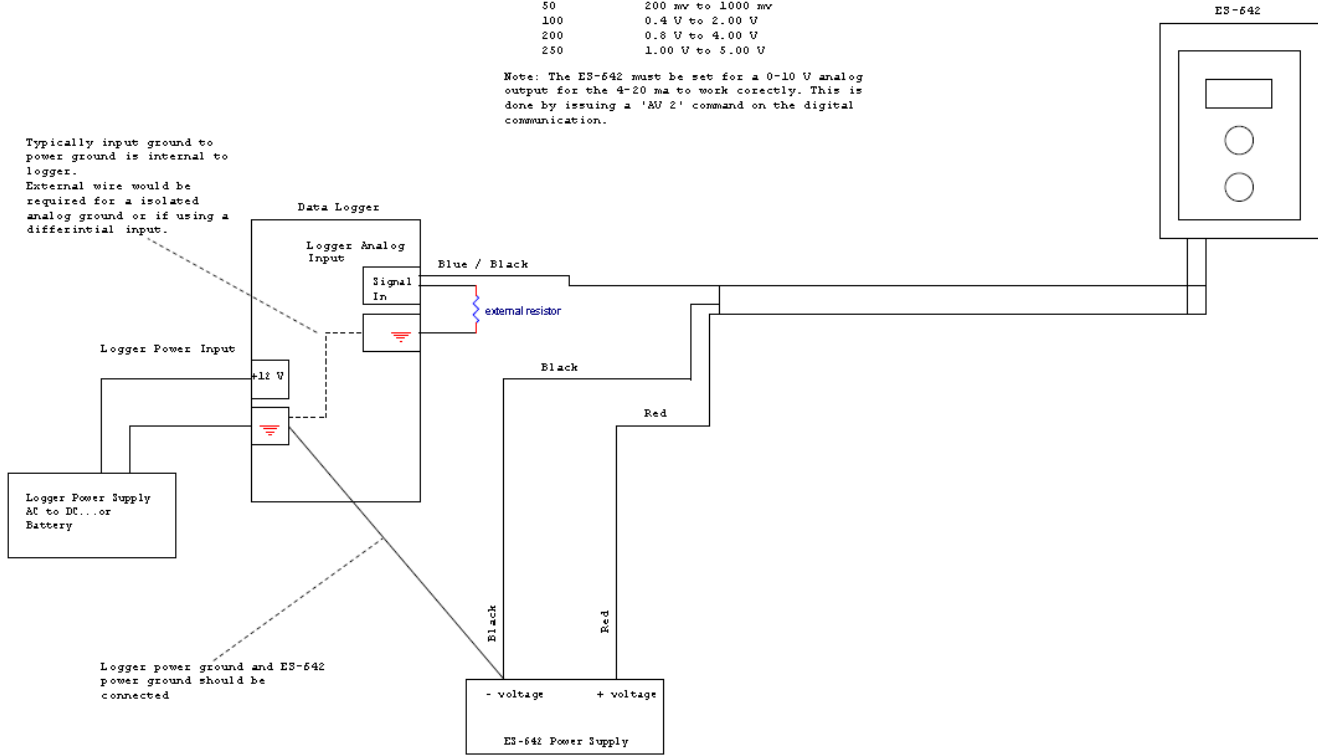 50 200 mv to 1000 mv
100 0.4 V to 2.00 V
200 0.8 V to 4.00 V
250 1.00 V to 5.00 V
ES-642
Note: The ES-642 must be set for a 0-10 V analog
output for the 4-20 ma to work corectly. This is
done by issuing a 'AV 2' command on the digital
communication.
Typically input ground to
power ground is internal to
logger.
External wire would be
required for a isolated
analog ground or if using a
differintial input.
Data Logger
Logger Analog
Input
Blue / Black
Signal
In
external resistor
Logger Power Input
+12 V
Black
Red
Logger Power Supply
AC to DC...or
Battery
Black
Red
Logger power ground and ES-642
power ground should be
connected
- voltage + voltage
ES-642 Power Supply